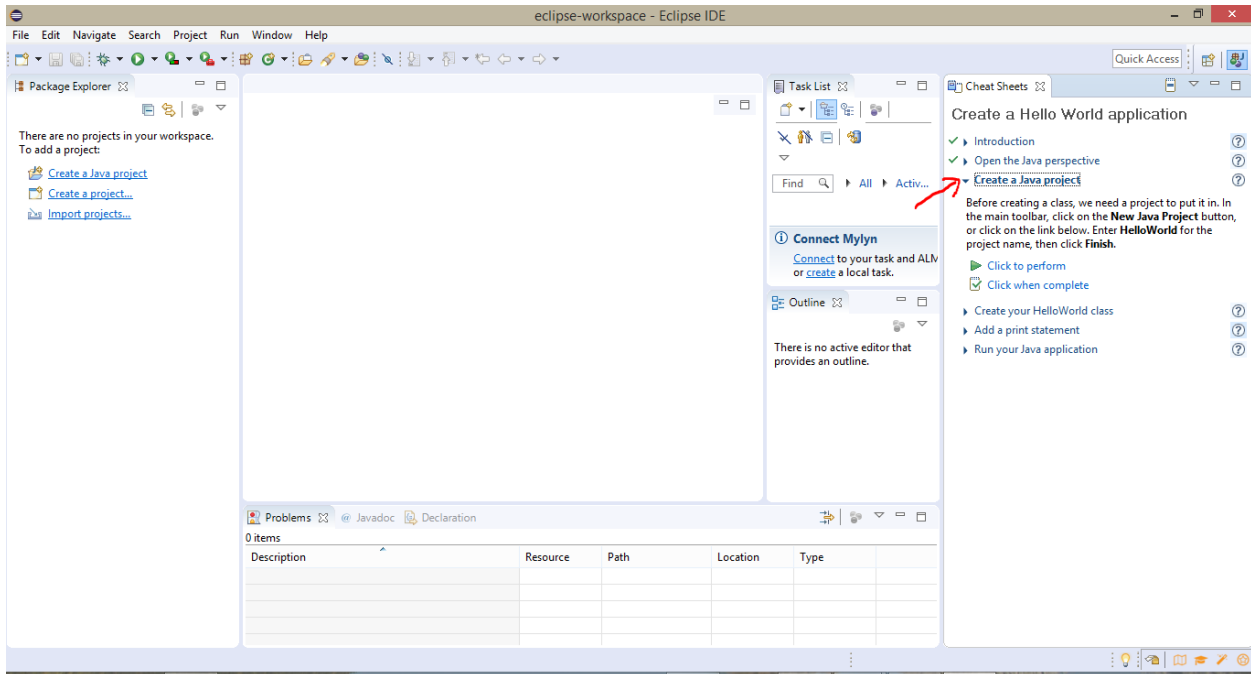 eclipse-workspace - Eclipse IDE
File Edit Navigate Search Project Run Window Help
Quick Access
Package Explorer
There are no projects in your workspace.
To add a project:
Create a Java project
Create a project...
Import projects...
Task List
Find All Activ...
Connect Mylyn
Connect to your task and ALM
or create a local task.
Outline
There is no active editor that
provides an outline.
Cheat Sheets
Create a Hello World application
Introduction
Open the Java perspective
Create a Java project
Before creating a class, we need a project to put it in. In
the main toolbar, click on the New Java Project button,
or click on the link below. Enter HelloWorld for the
project name, then click Finish.
Click to perform
Click when complete
Create your HelloWorld class
Add a print statement
Run your Java application
Problems @ Javadoc Declaration
0 items
Description Resource Path Location Type